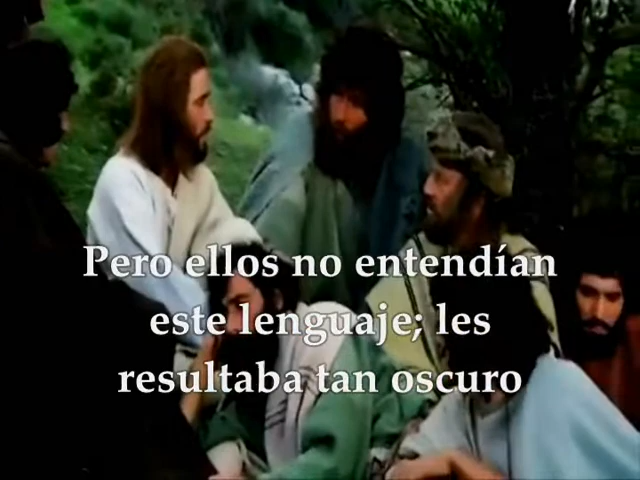 Pero ellos no entendían
este lenguaje; les
resultaba tan oscuro